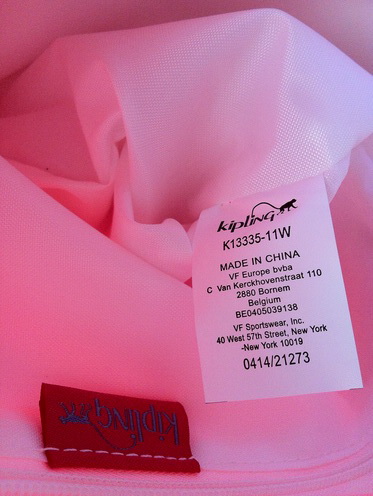 kipling
K13335-11W
MADE IN CHINA
VF Europe bvba
C Van Kerckhovenstraat 110
2880 Bornem
Belgium
BE0405039138
VF Sportswear, Inc.
40 West 57th Street, New York
-New York 10019
0414/21273
kipling